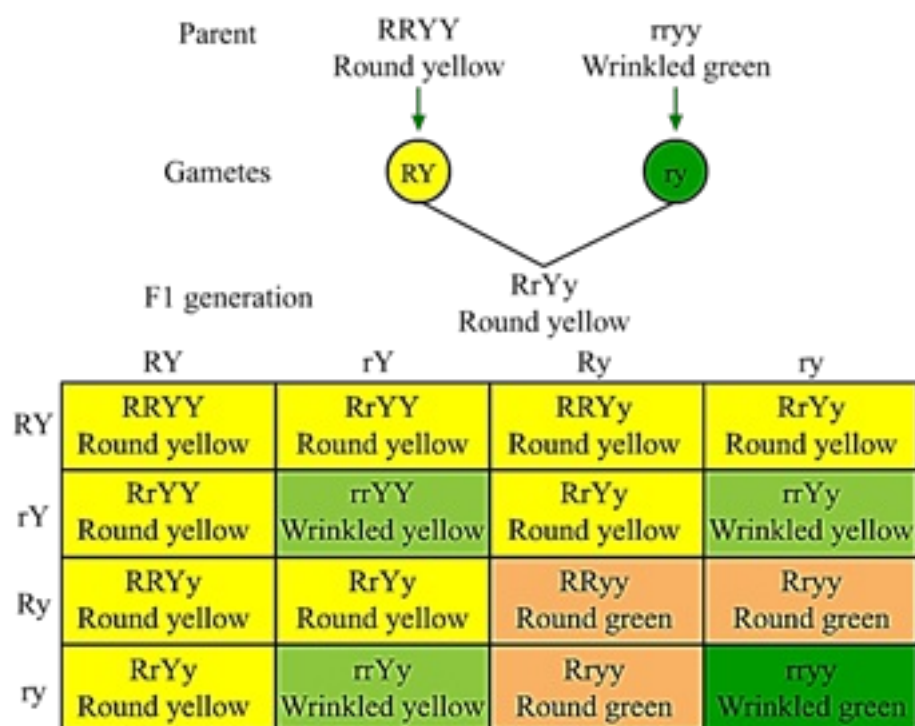 Parent
RRYY
Round yellow
rryy
Wrinkled green
Gametes
RY
ry
F1 generation
RrYy
Round yellow
RY rY Ry ry
RY
RRYY
Round yellow
RrYY
Round yellow
RRYy
Round yellow
RrYy
Round yellow
rY
RrYY
Round yellow
rrYY
Wrinkled yellow
RrYy
Round yellow
rrYy
Wrinkled yellow
Ry
RRYy
Round yellow
RrYy
Round yellow
RRyy
Round green
Rryy
Round green
ry
RrYy
Round yellow
rrYy
Wrinkled yellow
Rryy
Round green
rryy
Wrinkled green